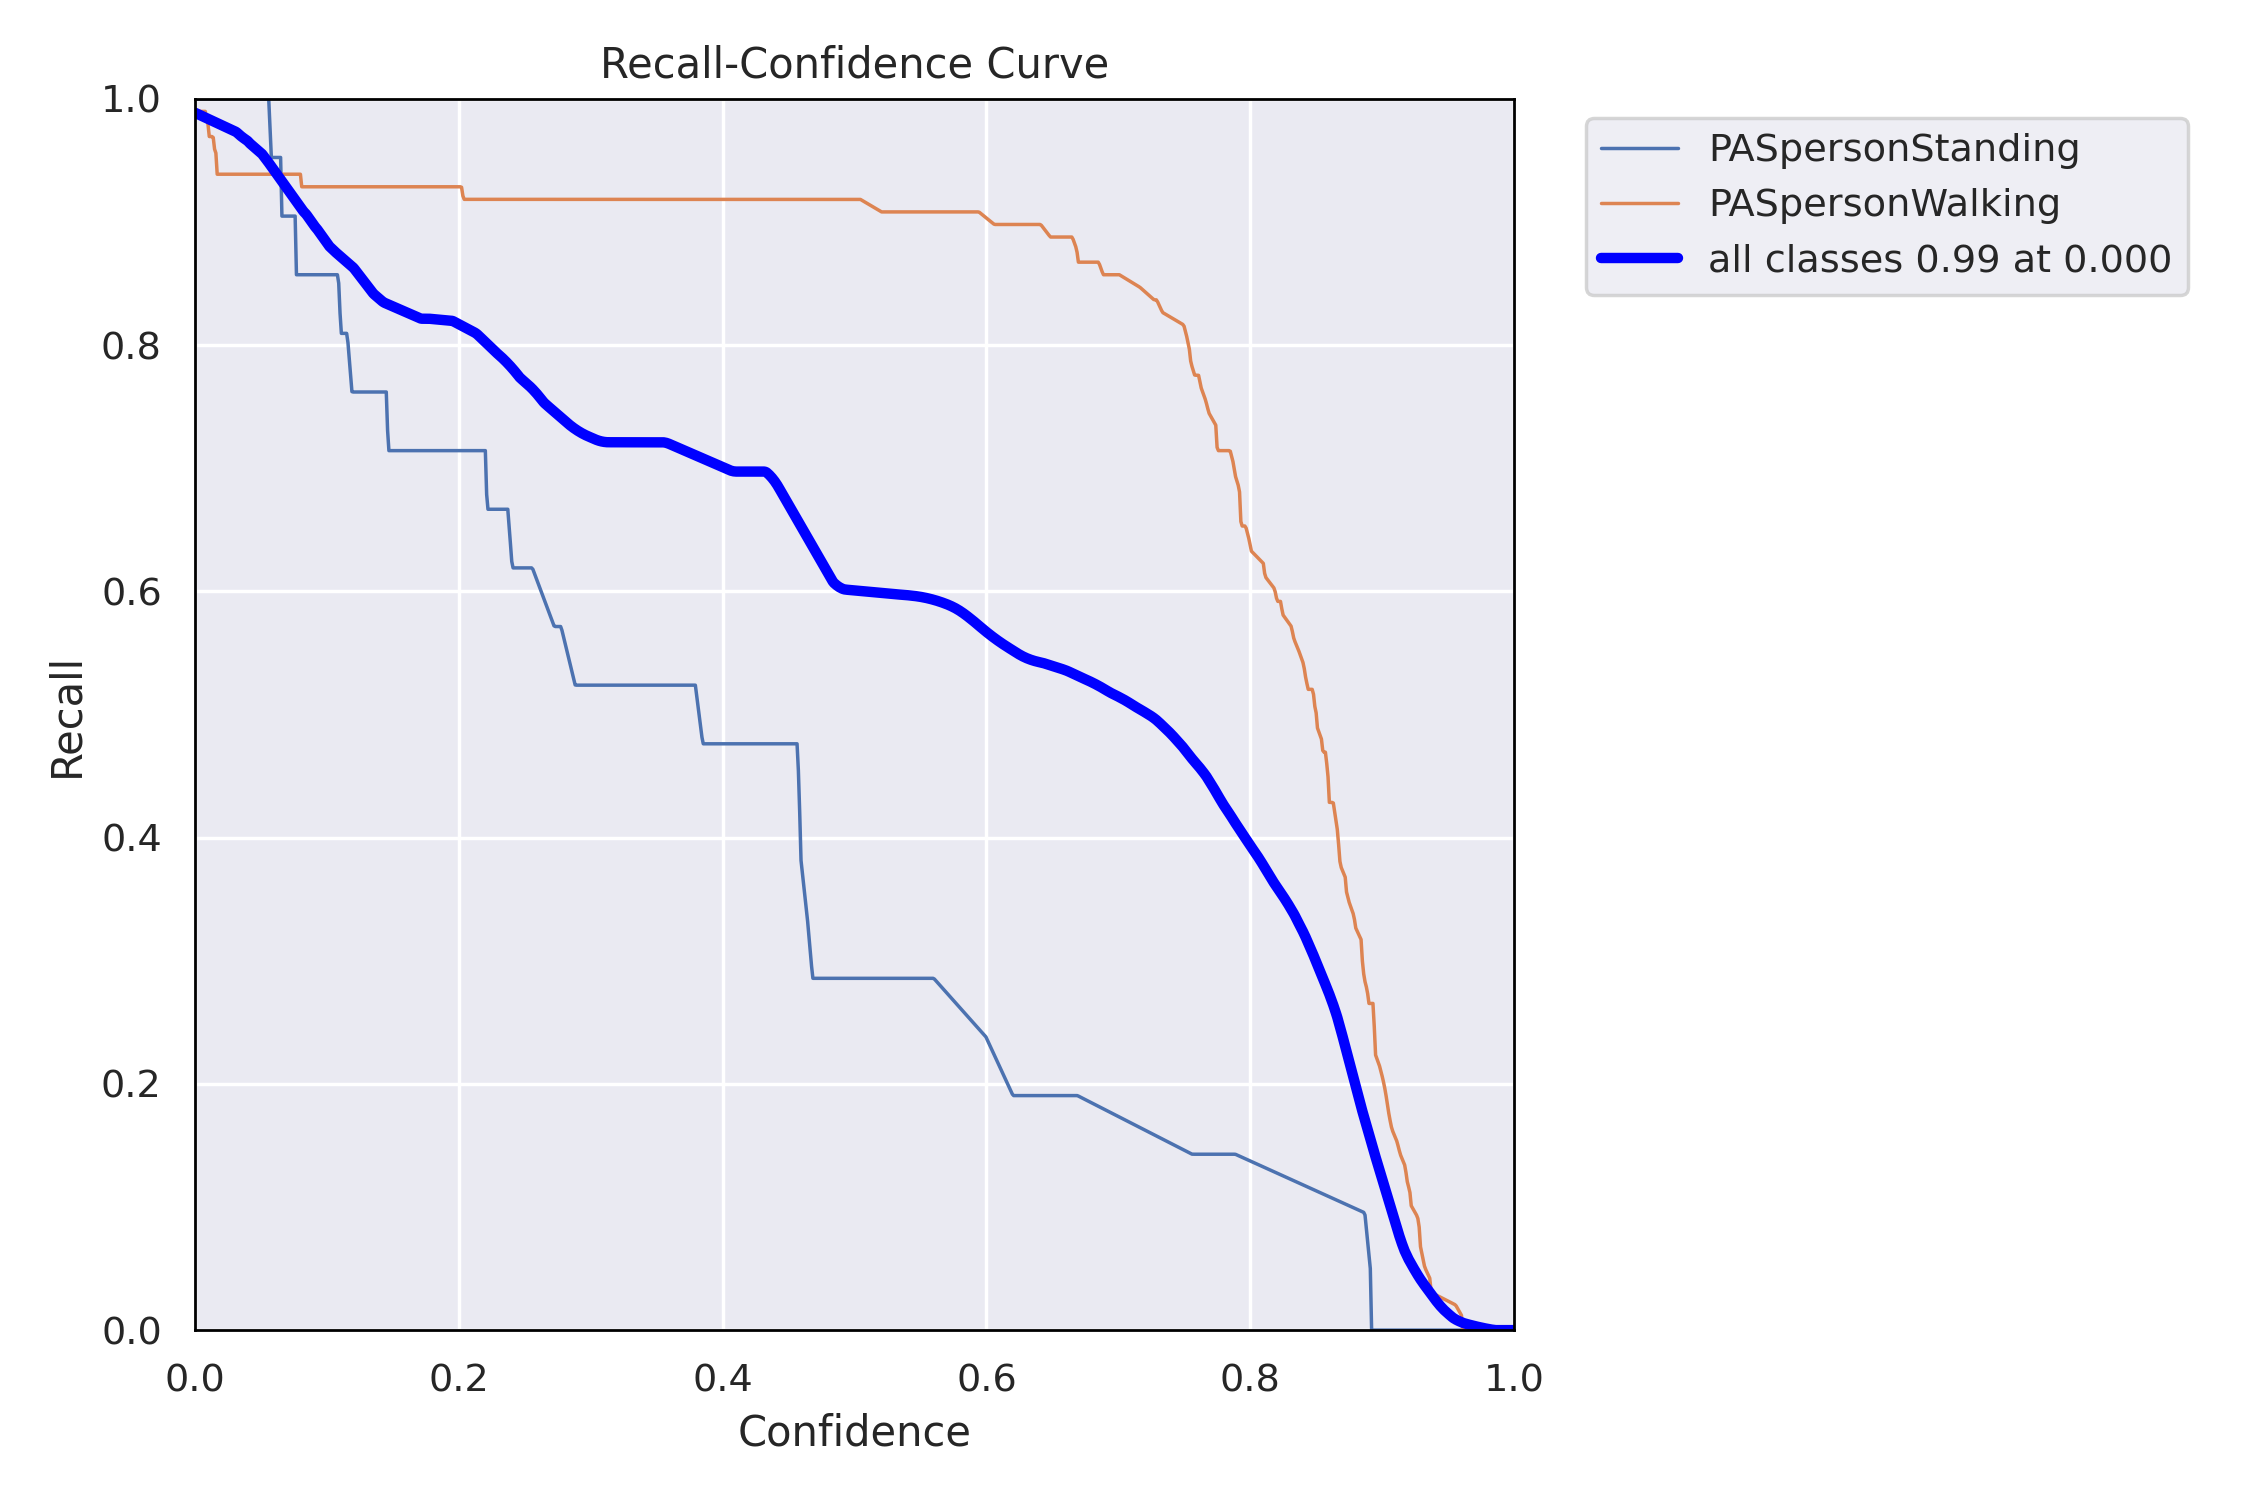 Recall-Confidence Curve
PASpersonStanding
PASpersonWalking
all classes 0.99 at 0.000
Recall
1.0
0.8
0.6
0.4
0.2
0.0
0.0 0.2 0.4 0.6 0.8 1.0
Confidence